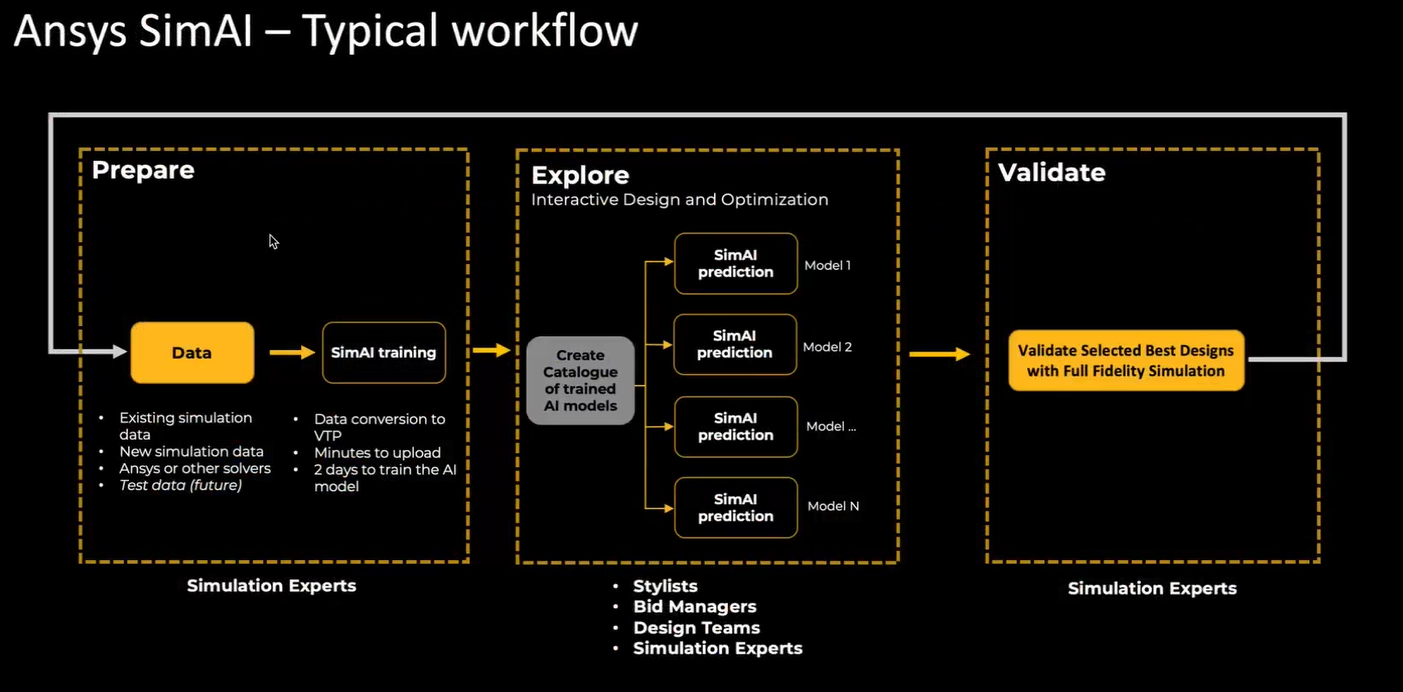 Ansys SimAI – Typical workflow
Prepare
Data
SimAI training
• Existing simulation
data
• New simulation data
• Ansys or other solvers
• Test data (future)
• Data conversion to
VTP
• Minutes to upload
• 2 days to train the AI
model
Simulation Experts
Explore
Interactive Design and Optimization
Create
Catalogue
of trained
AI models
SimAI
prediction
Model 1
SimAI
prediction
Model 2
SimAI
prediction
Model ...
SimAI
prediction
Model N
• Stylists
• Bid Managers
• Design Teams
• Simulation Experts
Validate
Validate Selected Best Designs
with Full Fidelity Simulation
Simulation Experts